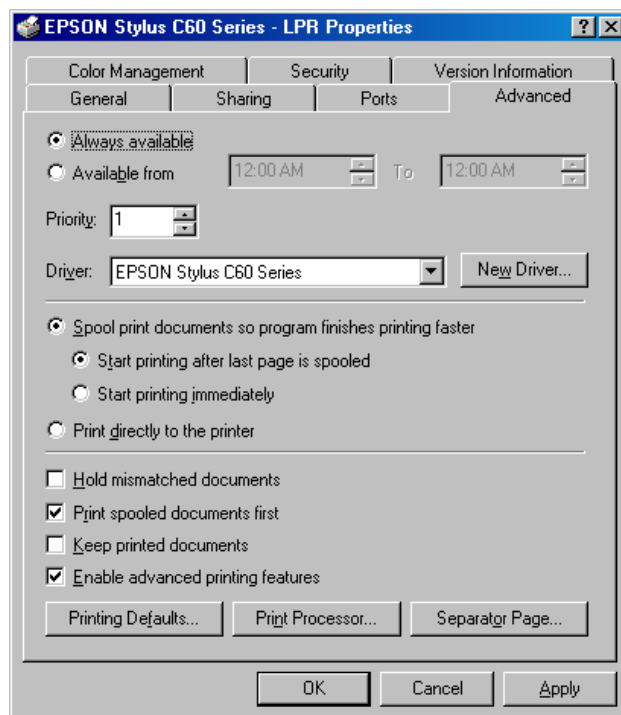 EPSON Stylus C60 Series - LPR Properties
Color Management Security Version Information
General Sharing Ports Advanced
Always available
Available from 12:00 AM To 12:00 AM
Priority: 1
Driver: EPSON Stylus C60 Series New Driver...
Spool print documents so program finishes printing faster
Start printing after last page is spooled
Start printing immediately
Print directly to the printer
Hold mismatched documents
Print spooled documents first
Keep printed documents
Enable advanced printing features
Printing Defaults... Print Processor... Separator Page...
OK Cancel Apply